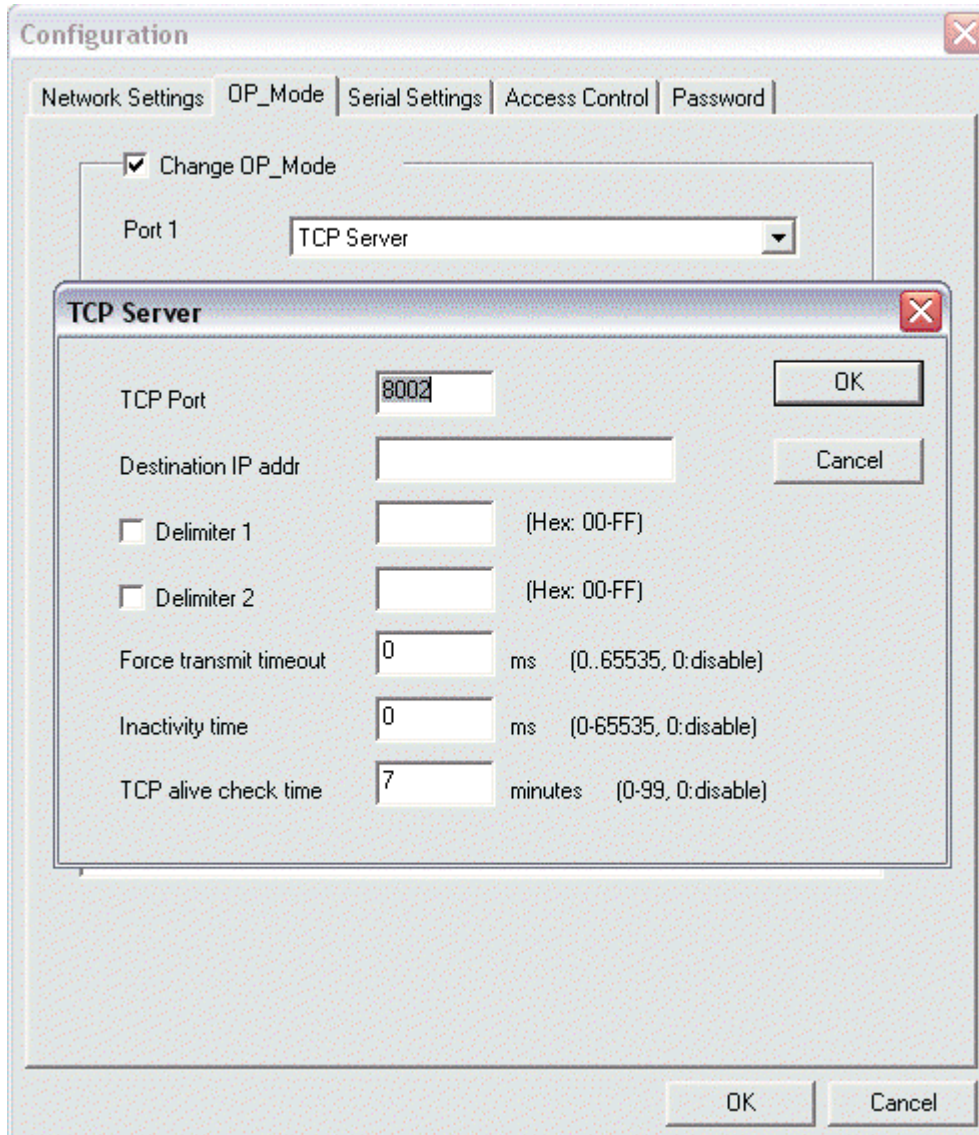 Configuration
Network Settings OP_Mode Serial Settings Access Control Password
Change OP_Mode
Port 1 TCP Server
TCP Server
TCP Port 8002 OK
Destination IP addr Cancel
Delimiter 1 (Hex: 00-FF)
Delimiter 2 (Hex: 00-FF)
Force transmit timeout 0 ms (0..65535, 0:disable)
Inactivity time 0 ms (0-65535, 0:disable)
TCP alive check time 7 minutes (0-99, 0:disable)
OK Cancel